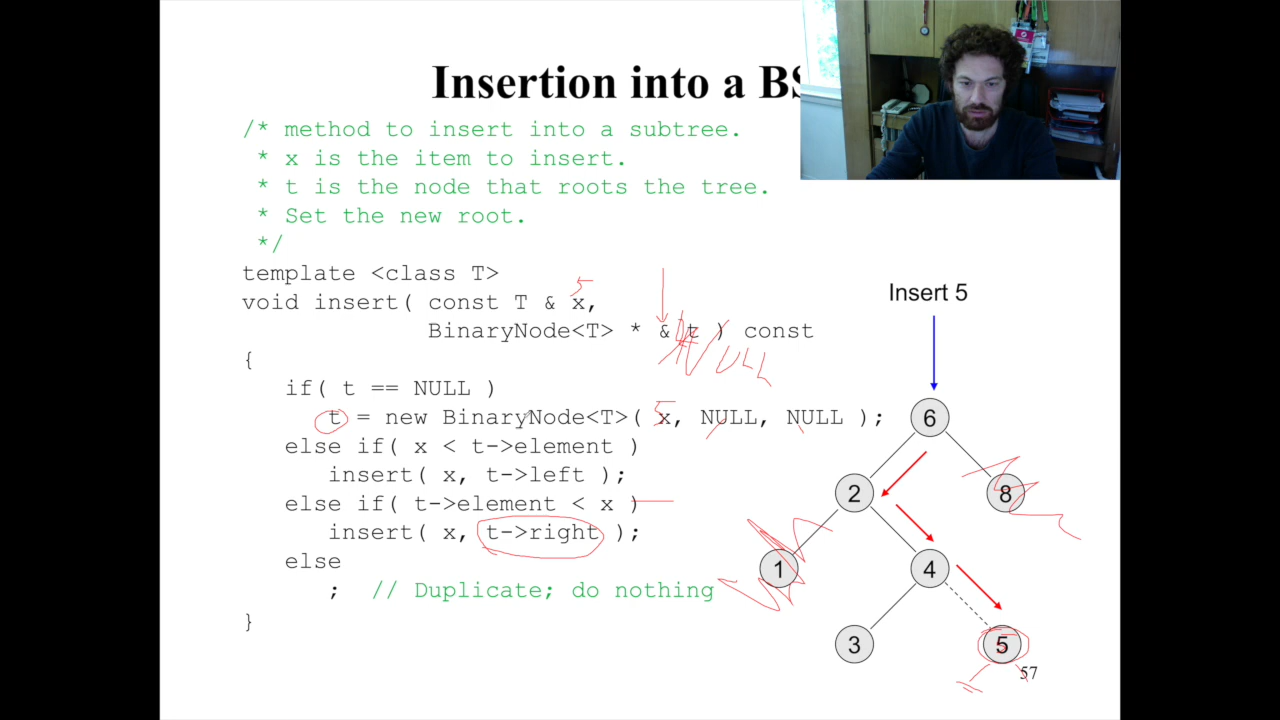 Insertion into a BS
/* method to insert into a subtree.
* x is the item to insert.
* t is the node that roots the tree.
* Set the new root.
*/
template <class T>
5
void insert( const T & x,
BinaryNode<T> * & t ) const
NULL
{
if( t == NULL )
t = new BinaryNode<T>( x, NULL, NULL );
5
else if( x < t->element )
insert( x, t->left );
else if( t->element < x )
insert( x, t->right );
else
; // Duplicate; do nothing
}
Insert 5
6
2
8
1
4
3
5
57